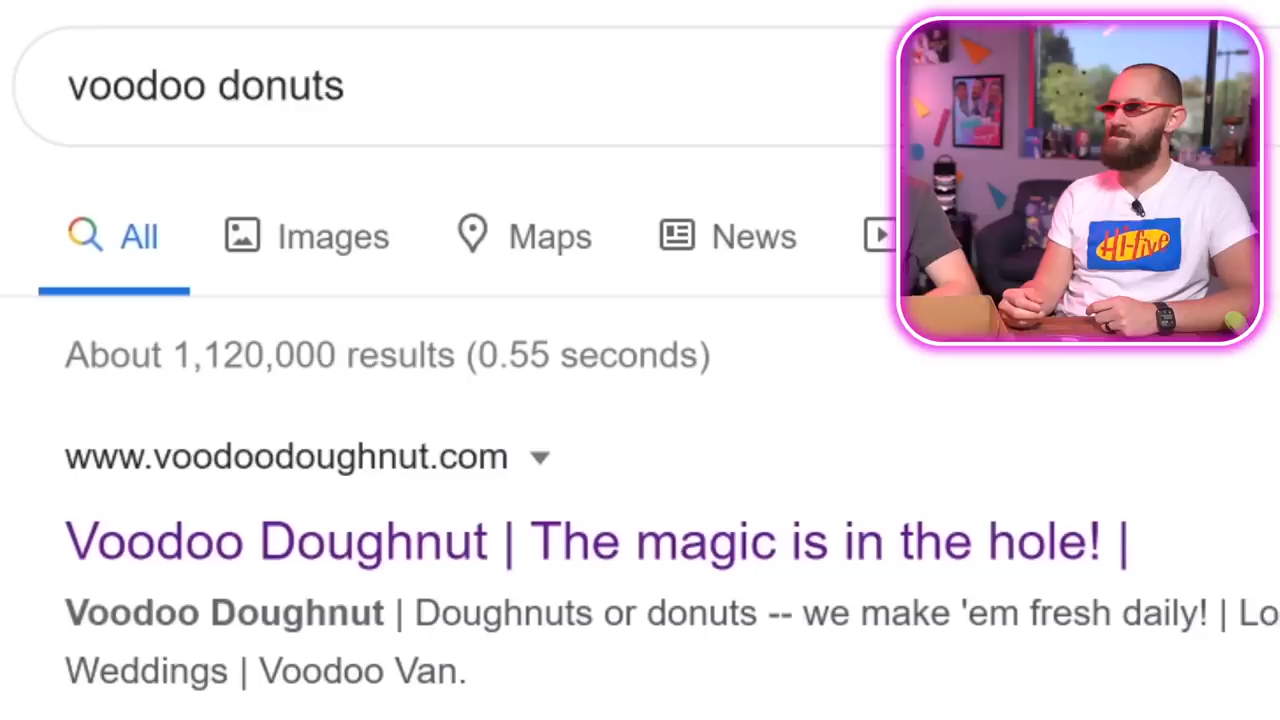 voodoo donuts
All Images Maps News
About 1,120,000 results (0.55 seconds)
www.voodoodoughnut.com
Voodoo Doughnut | The magic is in the hole! |
Voodoo Doughnut | Doughnuts or donuts -- we make 'em fresh daily! | Lo
Weddings | Voodoo Van.
Hi-five